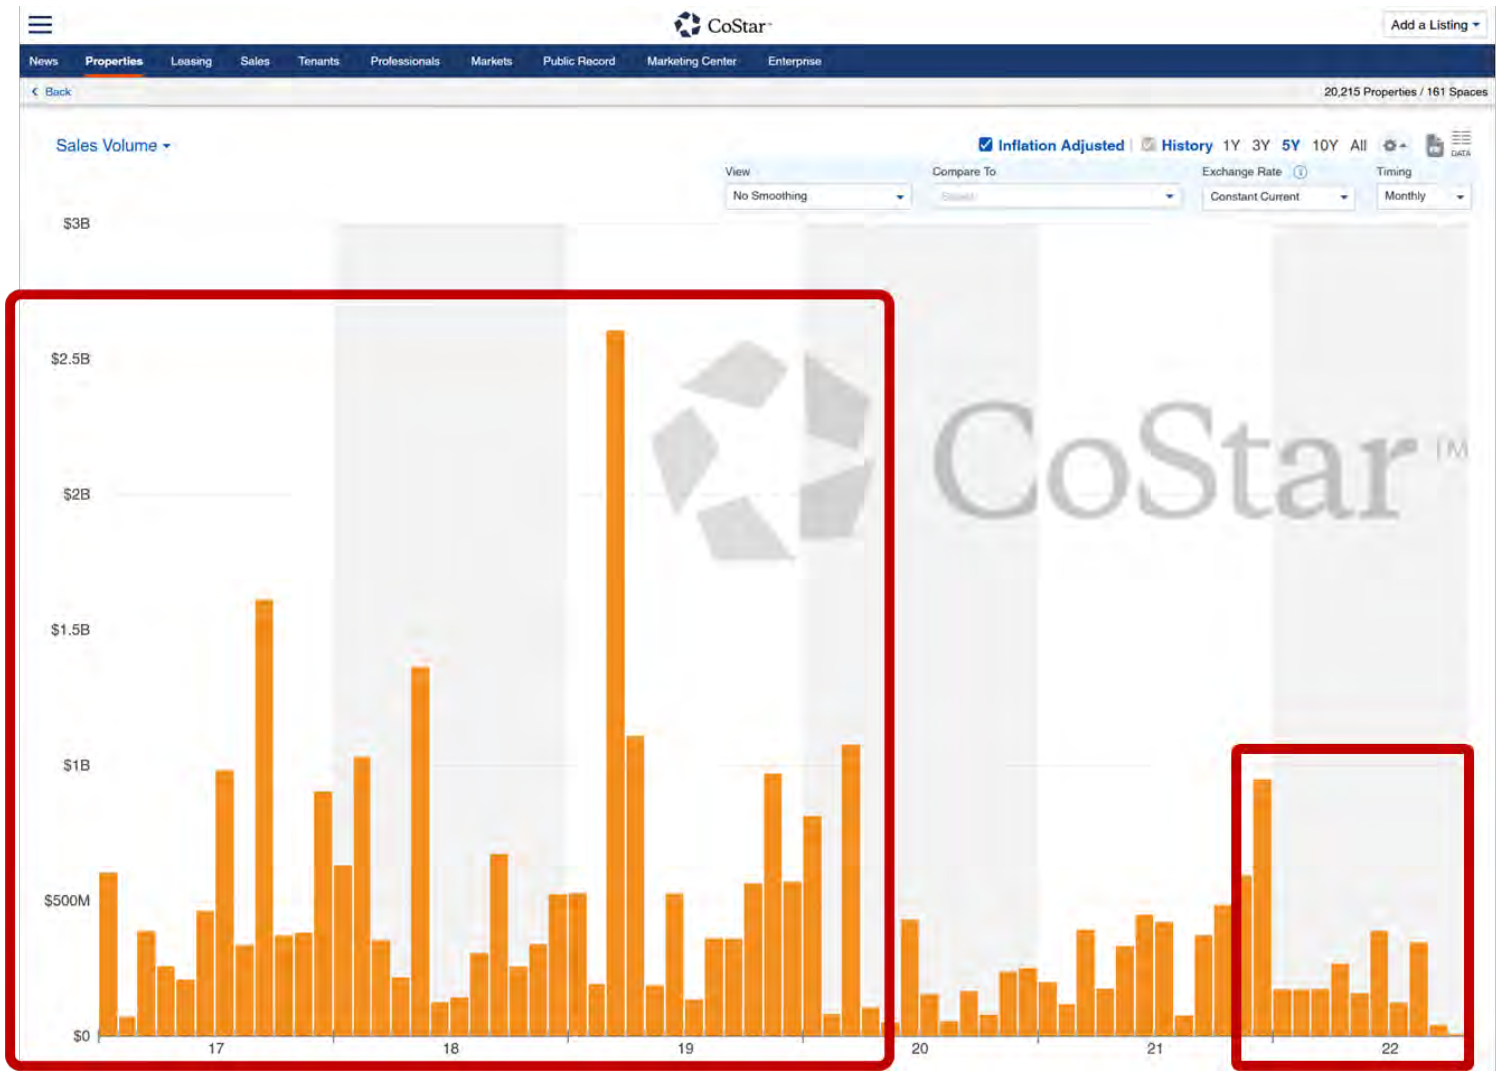 CoStar™
Add a Listing
News Properties Leasing Sales Tenants Professionals Markets Public Record Marketing Center Enterprise
Back
20,215 Properties / 161 Spaces
Sales Volume
Inflation Adjusted History 1Y 3Y 5Y 10Y All
DATA
View Compare To Exchange Rate Timing
No Smoothing Select Constant Current Monthly
$3B
$2.5B
CoStar™
$2B
$1.5B
$1B
$500M
$0
17 18 19 20 21 22